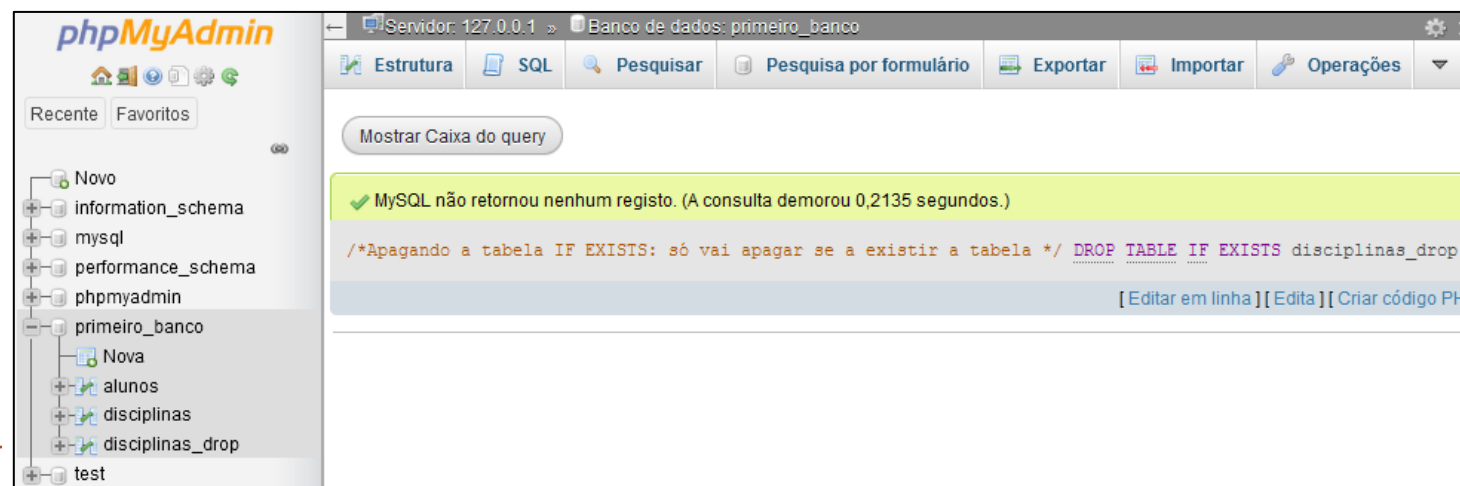 phpMyAdmin
Recente Favoritos
Novo
information_schema
mysql
performance_schema
phpmyadmin
primeiro_banco
Nova
alunos
disciplinas
disciplinas_drop
test
Servidor: 127.0.0.1 » Banco de dados: primeiro_banco
Estrutura SQL Pesquisar Pesquisa por formulário Exportar Importar Operações
Mostrar Caixa do query
MySQL não retornou nenhum registo. (A consulta demorou 0,2135 segundos.)
/*Apagando a tabela IF EXISTS: só vai apagar se a existir a tabela */ DROP TABLE IF EXISTS disciplinas_drop
[ Editar em linha ] [ Edita ] [ Criar código PH